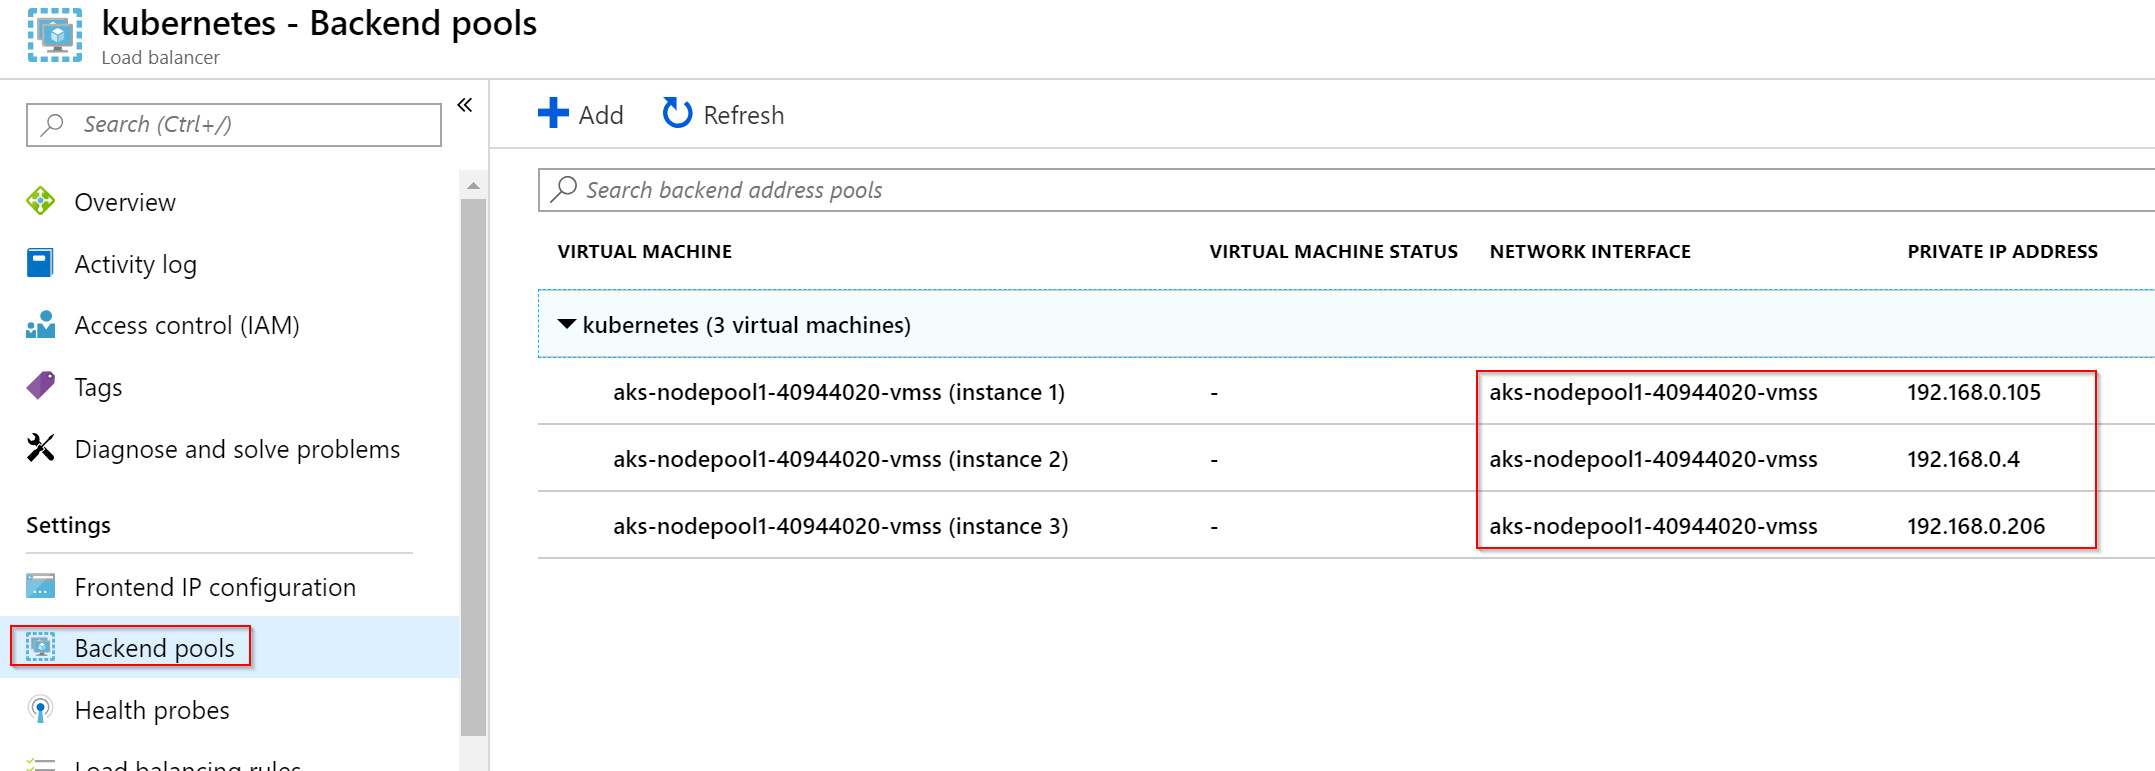 kubernetes - Backend pools
Load balancer
Search (Ctrl+/)
«
Overview
Activity log
Access control (IAM)
Tags
Diagnose and solve problems
Settings
Frontend IP configuration
Backend pools
Health probes
Load balancing rules
Add Refresh
Search backend address pools
VIRTUAL MACHINE VIRTUAL MACHINE STATUS NETWORK INTERFACE PRIVATE IP ADDRESS
kubernetes (3 virtual machines)
aks-nodepool1-40944020-vmss (instance 1) - aks-nodepool1-40944020-vmss 192.168.0.105
aks-nodepool1-40944020-vmss (instance 2) - aks-nodepool1-40944020-vmss 192.168.0.4
aks-nodepool1-40944020-vmss (instance 3) - aks-nodepool1-40944020-vmss 192.168.0.206